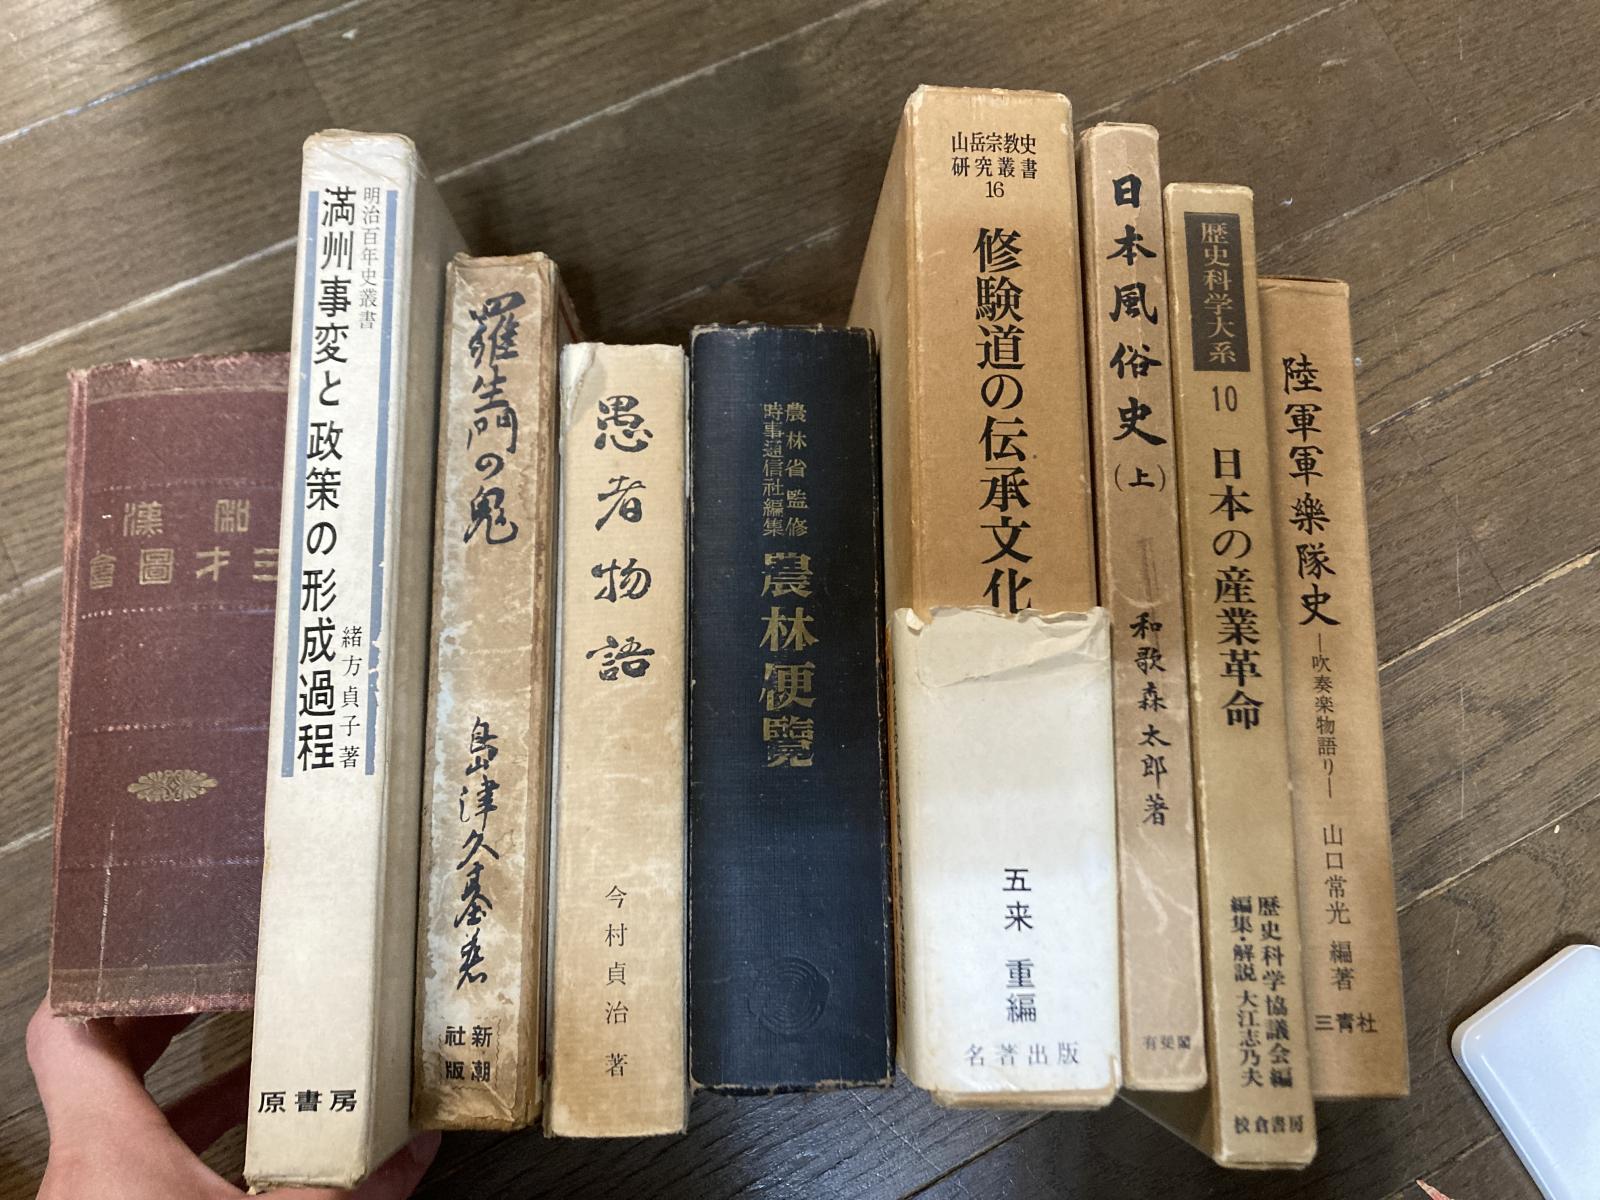 和漢
三才圖會
明治百年史叢書
満州事変と政策の形成過程
緒方貞子著
原書房
羅生門の鬼
島津久基著
新潮
社版
愚者物語
今村貞治 著
農林省監修
時事通信社編集
農林便覧
山岳宗教史
研究叢書
16
修験道の伝承文化
五来 重編
名著出版
日本風俗史(上)
和歌森太郎著
有斐閣
歴史科学大系
10
日本の産業革命
歴史科学協議会編
編集・解説 大江志乃夫
校倉書房
陸軍軍樂隊史
―吹奏楽物語り―
山口常光 編著
三青社